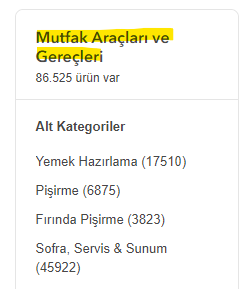 Mutfak Araçları ve
Gereçleri
86.525 ürün var
Alt Kategoriler
Yemek Hazırlama (17510)
Pişirme (6875)
Fırında Pişirme (3823)
Sofra, Servis & Sunum
(45922)